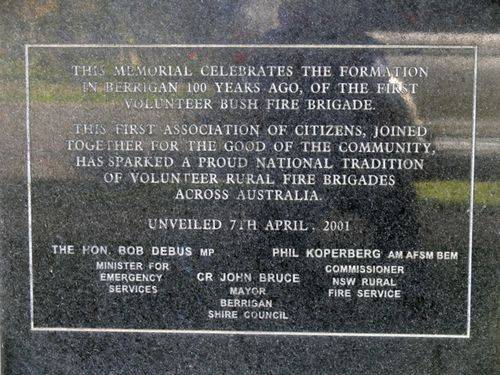 THIS MEMORIAL CELEBRATES THE FORMATION
IN BERRIGAN 100 YEARS AGO, OF THE FIRST
VOLUNTEER BUSH FIRE BRIGADE.
THIS FIRST ASSOCIATION OF CITIZENS, JOINED
TOGETHER FOR THE GOOD OF THE COMMUNITY,
HAS SPARKED A PROUD NATIONAL TRADITION
OF VOLUNTEER RURAL FIRE BRIGADES
ACROSS AUSTRALIA.
UNVEILED 7TH APRIL, 2001
THE HON. BOB DEBUS MP
MINISTER FOR
EMERGENCY
SERVICES
CR JOHN BRUCE
MAYOR
BERRIGAN
SHIRE COUNCIL
PHIL KOPERBERG AM AFSM BEM
COMMISSIONER
NSW RURAL
FIRE SERVICE